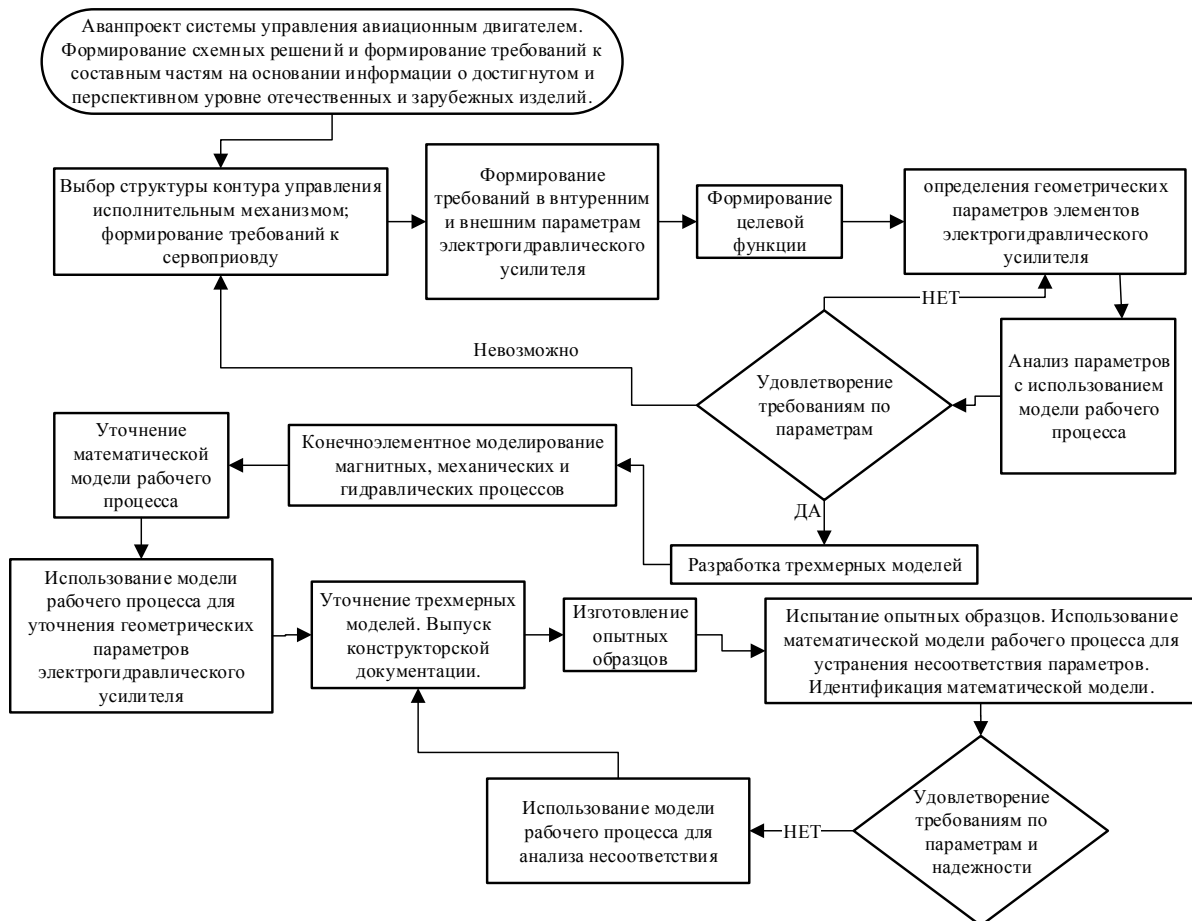 Аванпроект системы управления авиационным двигателем.
Формирование схемных решений и формирование требований к
составным частям на основании информации о достигнутом и
перспективном уровне отечественных и зарубежных изделий.
Выбор структуры контура управления
исполнительным механизмом;
формирование требований к
сервоприовду
Формирование
требований в внтуренним
и внешним параметрам
электрогидравлического
усилителя
Формирование
целевой
функции
определения геометрических
параметров элементов
электрогидравлического
усилителя
НЕТ
Невозможно
Удовлетворение
требованиям по
параметрам
Анализ параметров
с использованием
модели рабочего
процесса
ДА
Уточнение
математической
модели рабочего
процесса
Конечноэлементное моделирование
магнитных, механических и
гидравлических процессов
Разработка трехмерных моделей
Использование модели
рабочего процесса для
уточнения геометрических
параметров
электрогидравлического
усилителя
Уточнение трехмерных
моделей. Выпуск
конструкторской
документации.
Изготовление
опытных
образцов
Испытание опытных образцов. Использование
математической модели рабочего процесса для
устранения несоответствия параметров.
Идентификация математической модели.
Использование модели
рабочего процесса для
анализа несоответствия
НЕТ
Удовлетворение
требованиям по
параметрам и
надежности